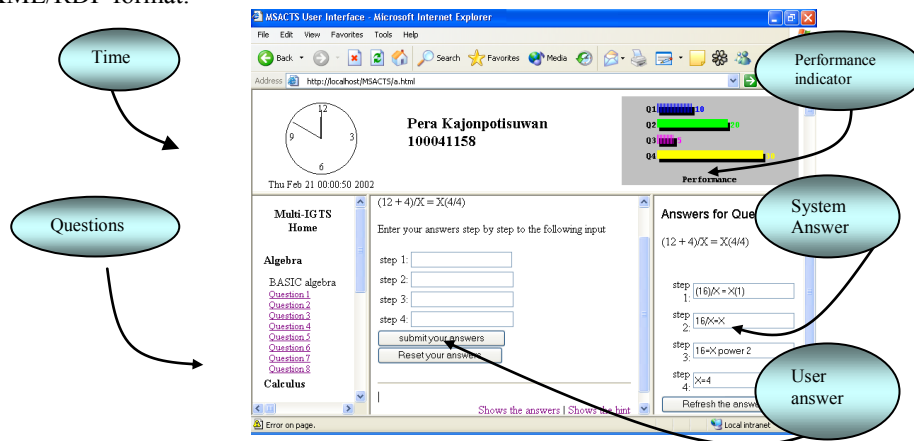 XML/RDF format.
MSACTS User Interface - Microsoft Internet Explorer
File Edit View Favorites Tools Help
Back Search Favorites Media
Address http://localhost/MSACTS/a.html
Time
Performance
indicator
12
9 3
6
Thu Feb 21 00:00:50 2002
Pera Kajonpotisuwan
100041158
Q1 10
Q2 20
Q3 5
Q4
Performance
Questions
System
Answer
User
answer
Multi-IGTS
Home
Algebra
BASIC algebra
Question 1
Question 2
Question 3
Question 4
Question 5
Question 6
Question 7
Question 8
Calculus
(12 + 4)/X = X(4/4)
Enter your answers step by step to the following input
step 1:
step 2:
step 3:
step 4:
submit your answers
Reset your answers
Shows the answers | Shows the hint
Answers for Que
(12 + 4)/X = X(4/4)
step 1: (16)/X = X(1)
step 2: 16/X=X
step 3: 16=X power 2
step 4: X=4
Refresh the answe
Error on page.
Local intranet